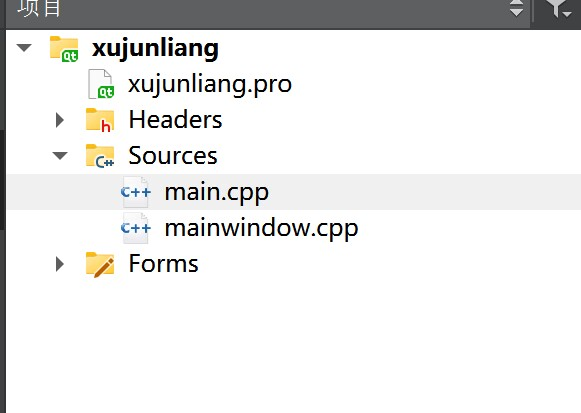 项目
xujunliang
xujunliang.pro
Headers
Sources
main.cpp
mainwindow.cpp
Forms